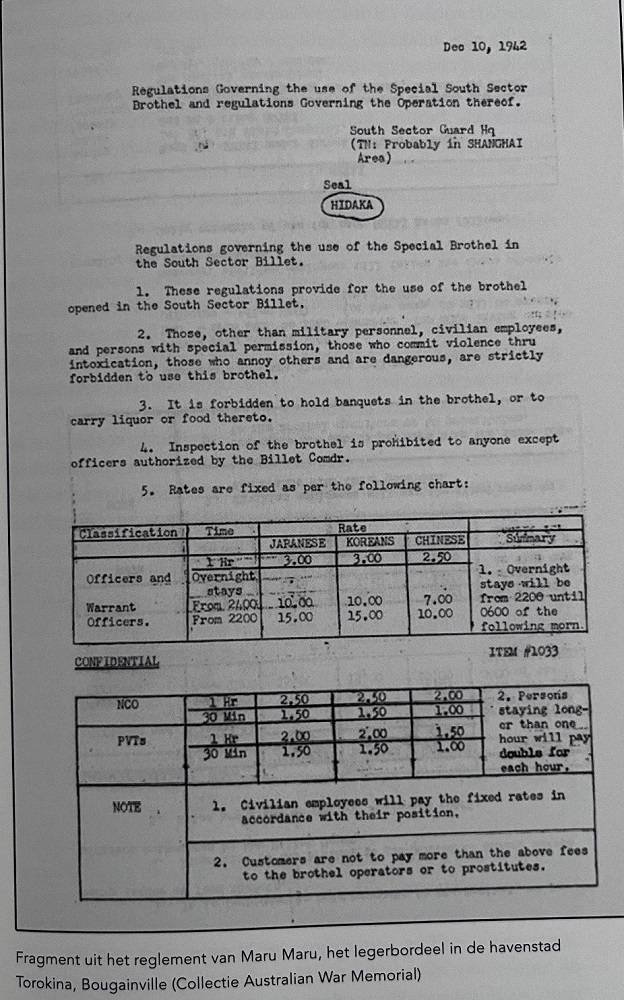 Dec 10, 1942
Regulations Governing the use of the Special South Sector
Brothel and regulations Governing the Operation thereof.
South Sector Guard Hq
(TN: Probably in SHANGHAI
Area)
Seal
HIDAKA
Regulations governing the use of the Special Brothel in
the South Sector Billet.
1. These regulations provide for the use of the brothel
opened in the South Sector Billet.
2. Those, other than military personnel, civilian employees,
and persons with special permission, those who commit violence thru
intoxication, those who annoy others and are dangerous, are strictly
forbidden to use this brothel.
3. It is forbidden to hold banquets in the brothel, or to
carry liquor or food thereto.
4. Inspection of the brothel is prohibited to anyone except
officers authorized by the Billet Comdr.
5. Rates are fixed as per the following chart:
Classification Time Rate Summary
JAPANESE KOREANS CHINESE
1 Hr 3.00 3.00 2.50
Officers and Overnight 1. Overnight
stays stays will be
Warrant From 2400 10.00 10.00 7.00 from 2200 until
Officers. From 2200 15.00 15.00 10.00 0600 of the
following morn.
CONFIDENTIAL ITEM #1033
NCO 1 Hr 2.50 2.50 2.00 2. Persons
30 Min 1.50 1.50 1.00 staying long-
er than one
PVTs 1 Hr 2.00 2.00 1.50 hour will pay
30 Min 1.50 1.50 1.00 double for
each hour.
NOTE 1. Civilian employees will pay the fixed rates in
accordance with their position.
2. Customers are not to pay more than the above fees
to the brothel operators or to prostitutes.
Fragment uit het reglement van Maru Maru, het legerbordeel in de havenstad
Torokina, Bougainville (Collectie Australian War Memorial)